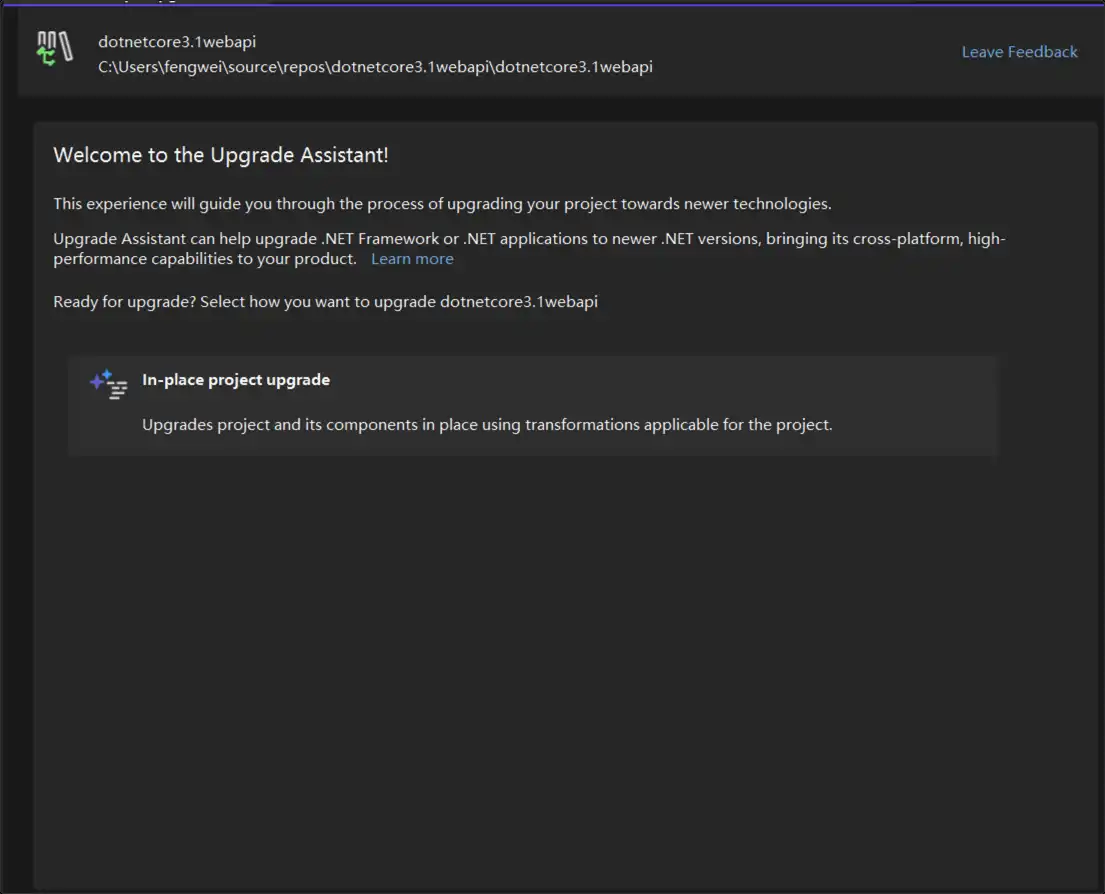 dotnetcore3.1webapi
C:\Users\fengwei\source\repos\dotnetcore3.1webapi\dotnetcore3.1webapi
Leave Feedback
Welcome to the Upgrade Assistant!
This experience will guide you through the process of upgrading your project towards newer technologies.
Upgrade Assistant can help upgrade .NET Framework or .NET applications to newer .NET versions, bringing its cross-platform, high-
performance capabilities to your product. Learn more
Ready for upgrade? Select how you want to upgrade dotnetcore3.1webapi
In-place project upgrade
Upgrades project and its components in place using transformations applicable for the project.